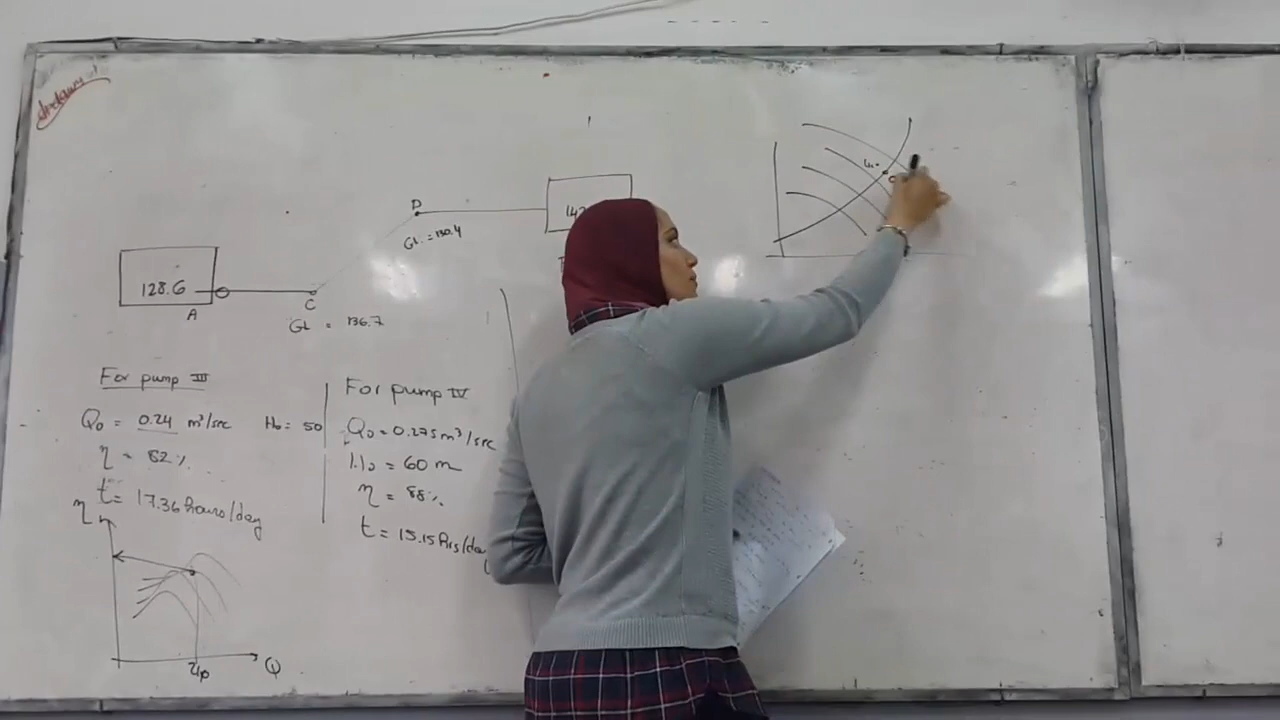 D
GL = 130.4
128.6
A
C
GL = 136.7
For pump III
Q₀ = 0.24 m³/sec H₀ = 50
η = 82 %
t = 17.36 hours/day
For pump IV
Q₀ = 0.275 m³/sec
H₀ = 60 m
η = 88 %
t = 15.15 hrs/day
η
Q